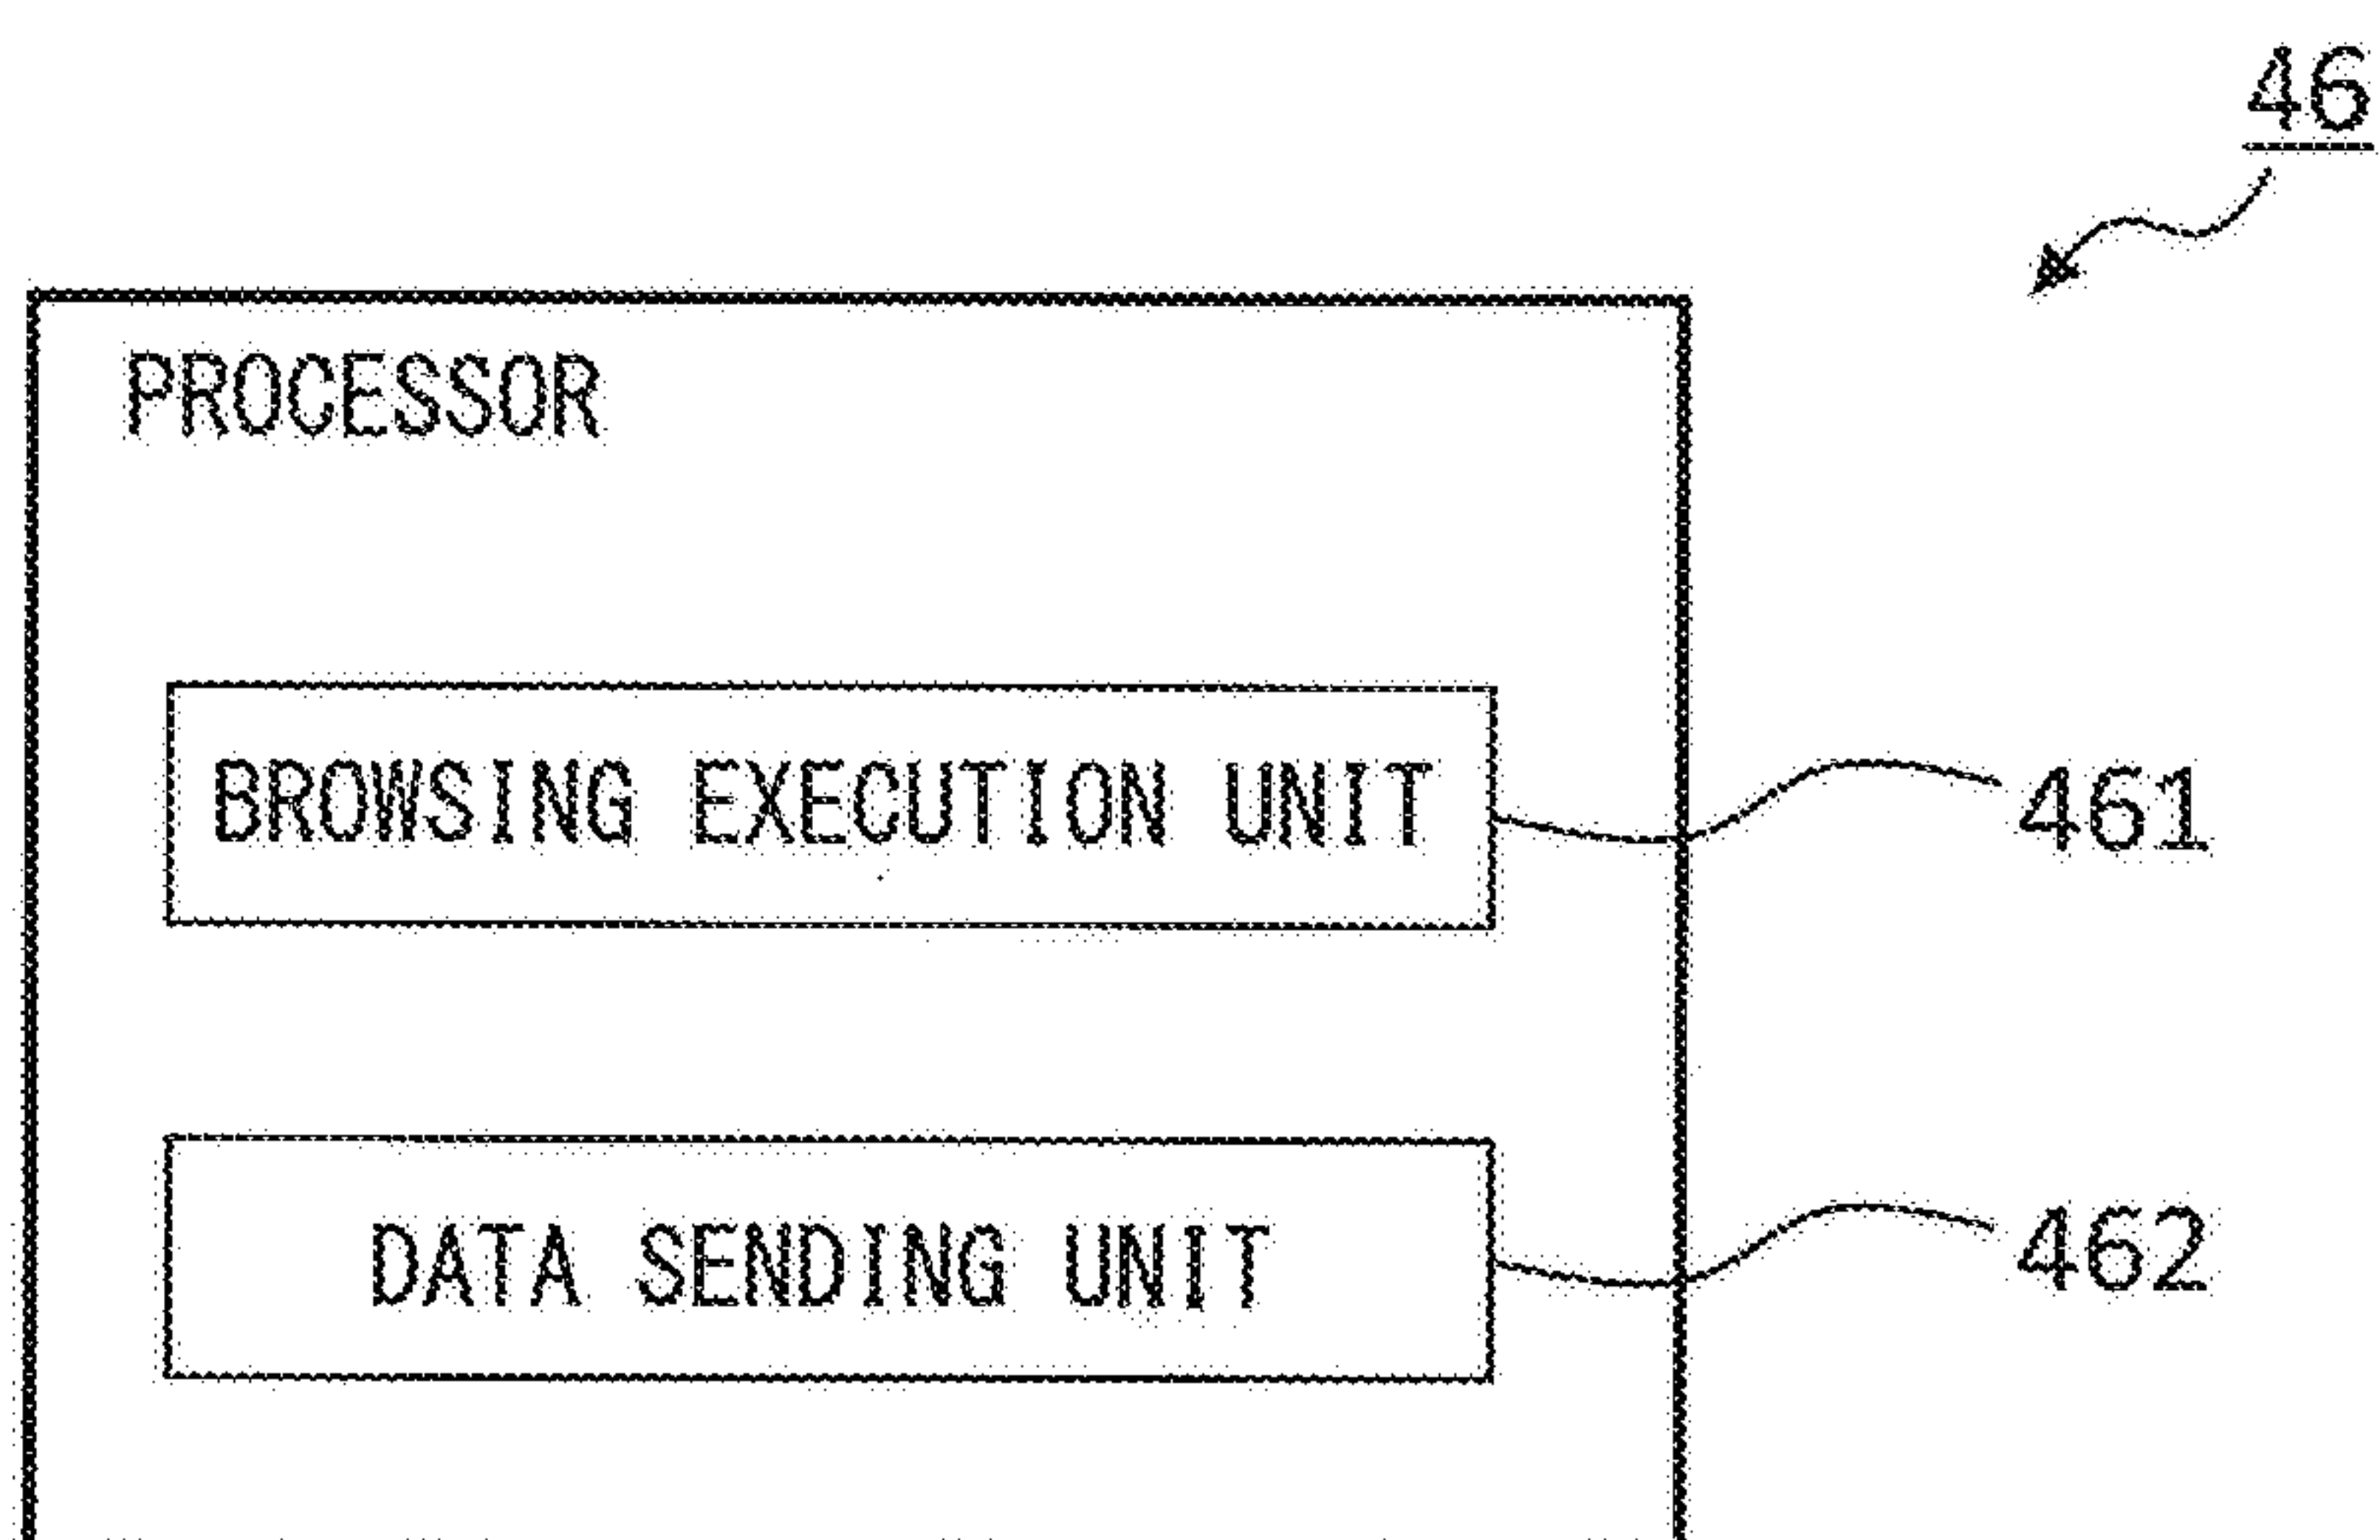 46
PROCESSOR
BROWSING EXECUTION UNIT
461
DATA SENDING UNIT
462